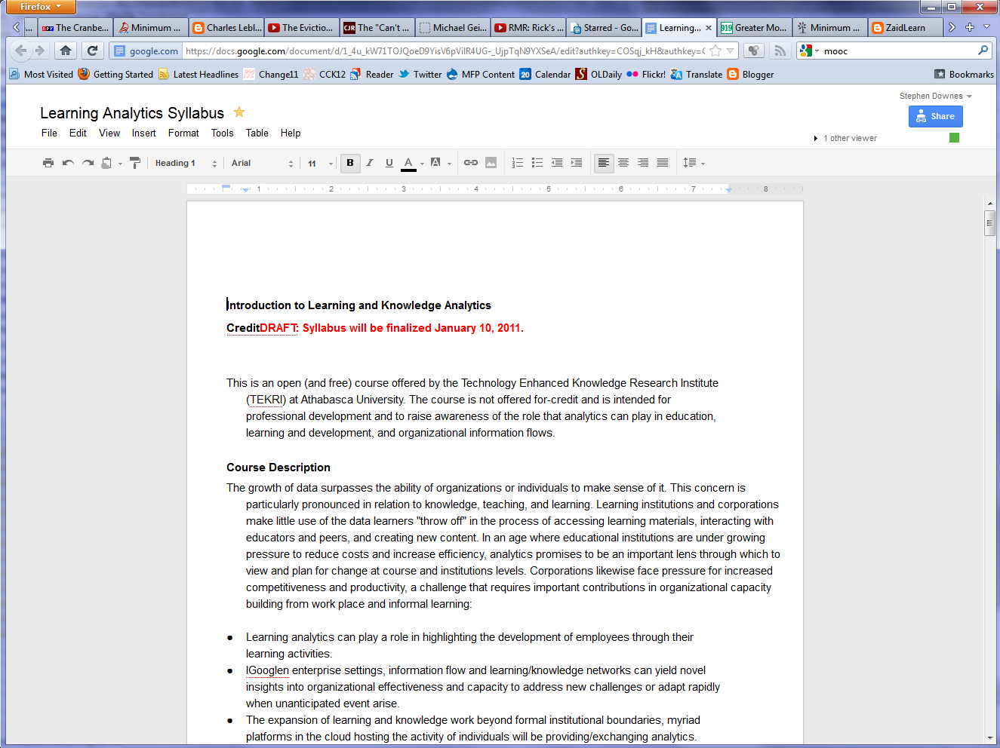 Firefox
... The Cranbe... Minimum ... Charles Lebl... The Evictio... CJR The "Can't ... Michael Gei... RMR: Rick's ... Starred - Go... Learning... 919 Greater Mo... Minimum ... ZaidLearn
google.com https://docs.google.com/document/d/1_4u_kW71TOJQoeD9YisV6pVilR4UG-_UjpTqN9YXSeA/edit?authkey=COSqj_kH&authkey=C mooc
Most Visited Getting Started Latest Headlines Change11 CCK12 Reader Twitter MFP Content 20 Calendar OLDaily Flickr! Translate Blogger Bookmarks
Stephen Downes
Learning Analytics Syllabus
Share
File Edit View Insert Format Tools Table Help
1 other viewer
Heading 1 Arial 11 B I U A A
1 2 3 4 5 6 7 8
Introduction to Learning and Knowledge Analytics
CreditDRAFT: Syllabus will be finalized January 10, 2011.
This is an open (and free) course offered by the Technology Enhanced Knowledge Research Institute
(TEKRI) at Athabasca University. The course is not offered for-credit and is intended for
professional development and to raise awareness of the role that analytics can play in education,
learning and development, and organizational information flows.
Course Description
The growth of data surpasses the ability of organizations or individuals to make sense of it. This concern is
particularly pronounced in relation to knowledge, teaching, and learning. Learning institutions and corporations
make little use of the data learners "throw off" in the process of accessing learning materials, interacting with
educators and peers, and creating new content. In an age where educational institutions are under growing
pressure to reduce costs and increase efficiency, analytics promises to be an important lens through which to
view and plan for change at course and institutions levels. Corporations likewise face pressure for increased
competitiveness and productivity, a challenge that requires important contributions in organizational capacity
building from work place and informal learning:
● Learning analytics can play a role in highlighting the development of employees through their
learning activities.
● IGooglen enterprise settings, information flow and learning/knowledge networks can yield novel
insights into organizational effectiveness and capacity to address new challenges or adapt rapidly
when unanticipated event arise.
● The expansion of learning and knowledge work beyond formal institutional boundaries, myriad
platforms in the cloud hosting the activity of individuals will be providing/exchanging analytics.